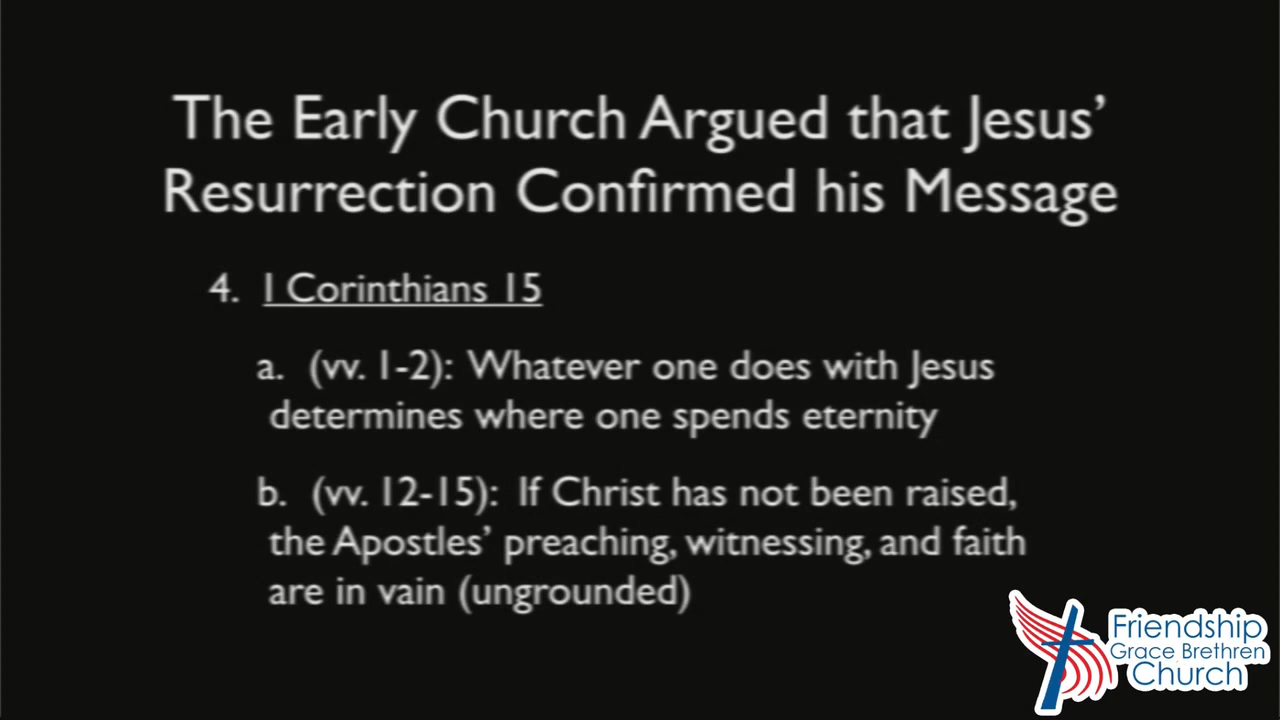 The Early Church Argued that Jesus’
Resurrection Confirmed his Message
4. I Corinthians 15
a. (vv. 1-2): Whatever one does with Jesus
determines where one spends eternity
b. (vv. 12-15): If Christ has not been raised,
the Apostles’ preaching, witnessing, and faith
are in vain (ungrounded)
Friendship
Grace Brethren
Church